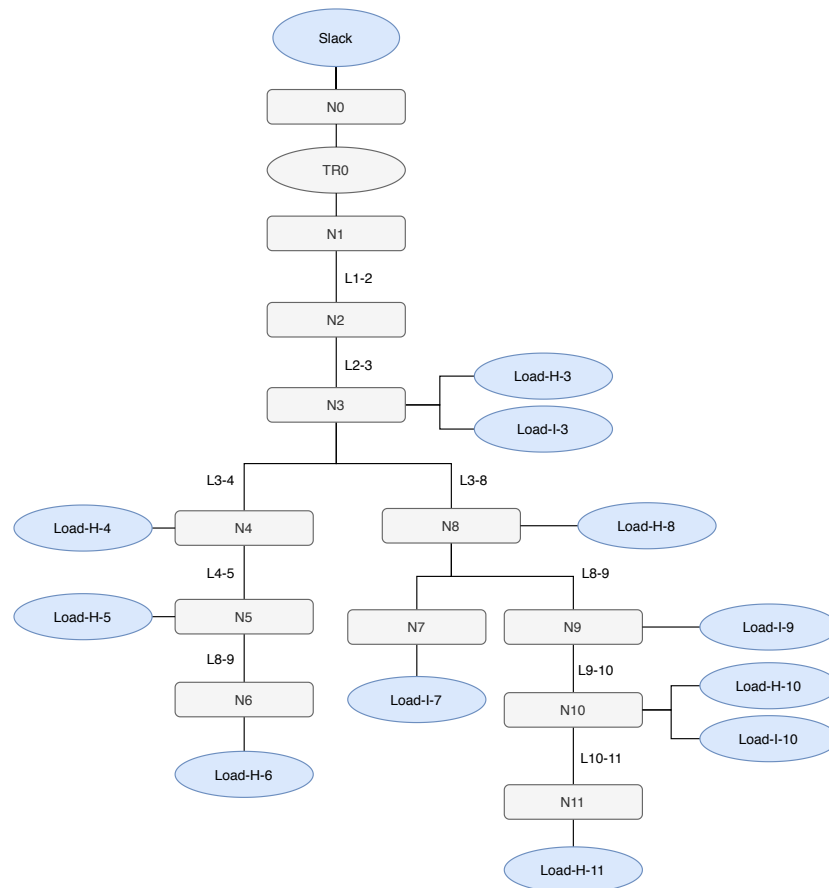 Slack
N0
TR0
N1
L1-2
N2
L2-3
Load-H-3
N3
Load-I-3
L3-4
L3-8
Load-H-4
N4
N8
Load-H-8
L4-5
L8-9
Load-H-5
N5
N7
N9
Load-I-9
L8-9
L9-10
N6
Load-I-7
Load-H-10
N10
Load-I-10
Load-H-6
L10-11
N11
Load-H-11